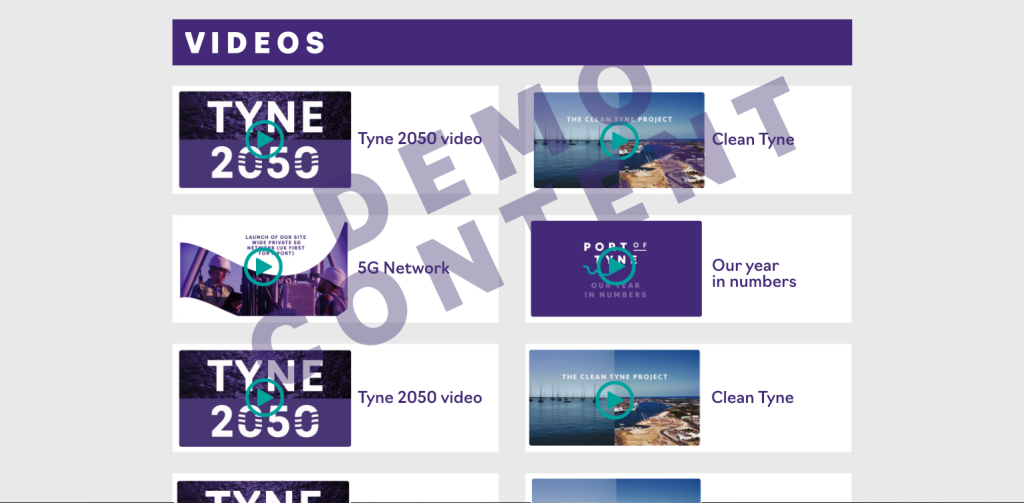 VIDEOS
TYNE
2050
Tyne 2050 video
THE CLEAN TYNE PROJECT
Clean Tyne
DEMO
CONTENT
LAUNCH OF OUR SITE
WIDE PRIVATE 5G
NETWORK (UK FIRST
FOR A PORT)
5G Network
PORT OF
TYNE
OUR YEAR
IN NUMBERS
Our year
in numbers
TYNE
2050
Tyne 2050 video
THE CLEAN TYNE PROJECT
Clean Tyne
TYNE